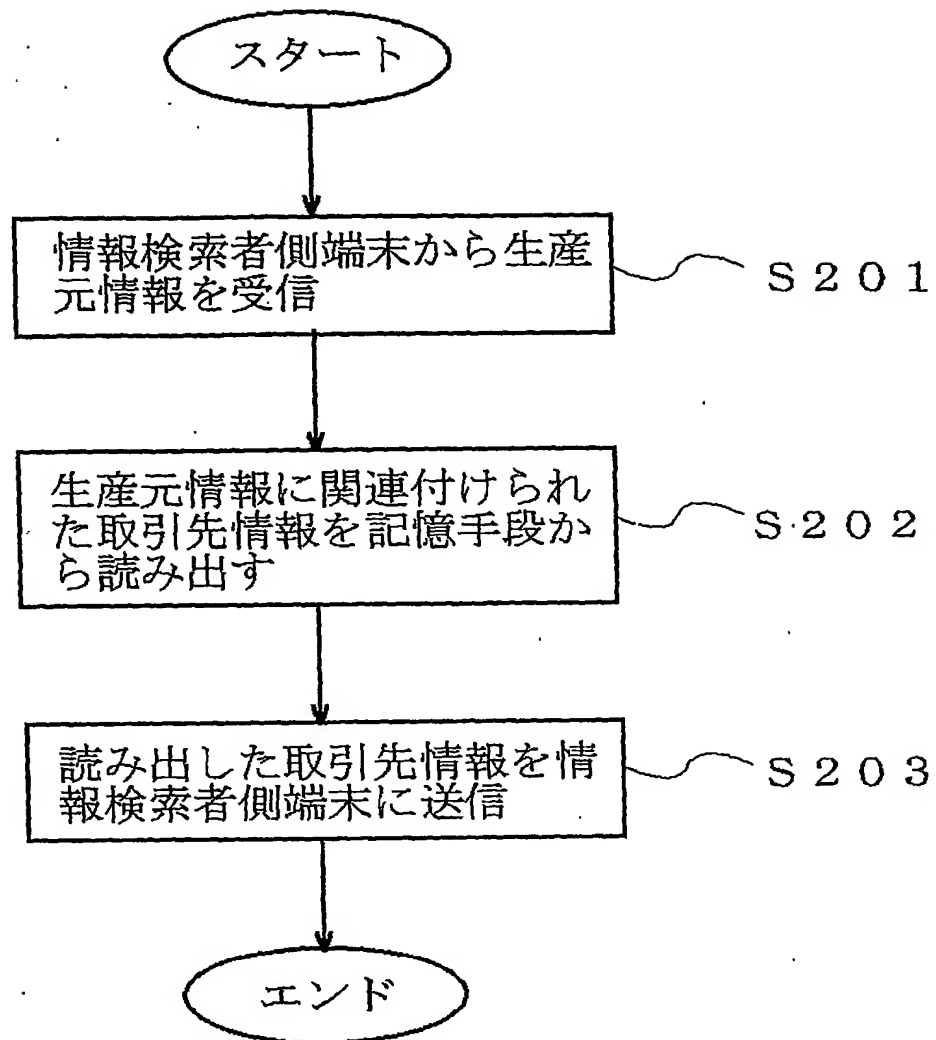 スタート
情報検索者側端末から生産
元情報を受信
S201
生産元情報に関連付けられ
た取引先情報を記憶手段か
ら読み出す
S202
読み出した取引先情報を情
報検索者側端末に送信
S203
エンド